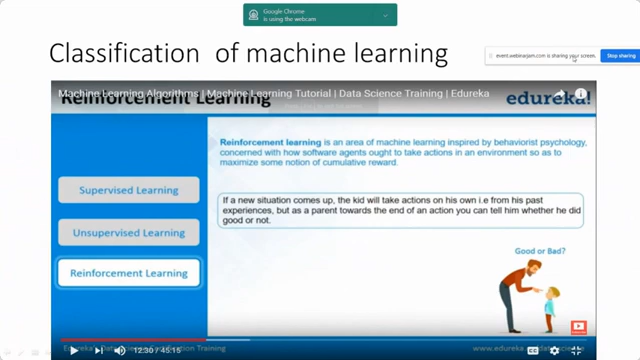 Google Chrome
is using the webcam
Classification of machine learning
event.webinarjam.com is sharing your screen.
Stop sharing
Machine Learning Algorithms | Machine Learning Tutorial | Data Science Training | Edureka
Reinforcement Learning
edureka!
Reinforcement learning is an area of machine learning inspired by behaviorist psychology,
concerned with how software agents ought to take actions in an environment so as to
maximize some notion of cumulative reward.
Supervised Learning
Unsupervised Learning
Reinforcement Learning
If a new situation comes up, the kid will take actions on his own i.e from his past
experiences, but as a parent towards the end of an action you can tell him whether he did
good or not.
Good or Bad?
12:30 / 45:15
CC
Edureka's Data Science Certification Training